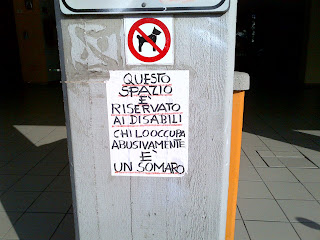 QUESTO
SPAZIO
E'
RISERVATO
AI DISABILI
CHI LO OCCUPA
ABUSIVAMENTE
E'
UN SOMARO